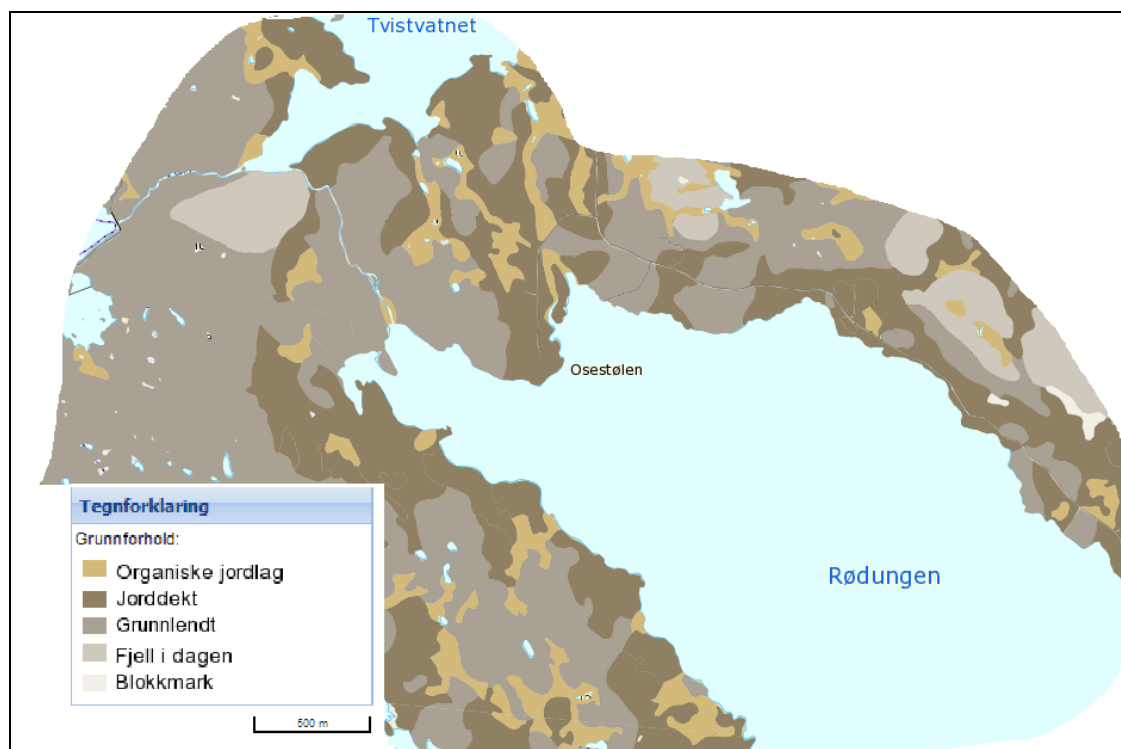 Tvistvatnet
Osestølen
Rødungen
Tegnforklaring
Grunnforhold:
Organiske jordlag
Jorddekt
Grunnlendt
Fjell i dagen
Blokkmark
500 m